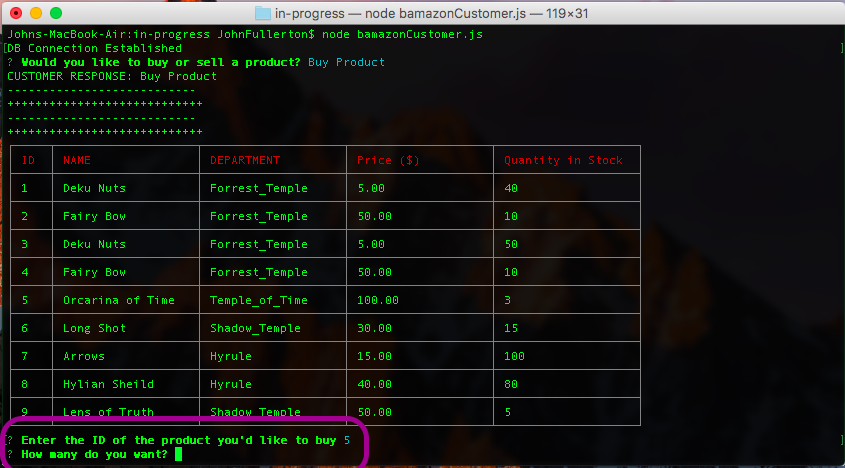 in-progress — node bamazonCustomer.js — 119×31
Johns-MacBook-Air:in-progress JohnFullerton$ node bamazonCustomer.js
[DB Connection Established ]
? Would you like to buy or sell a product? Buy Product
CUSTOMER RESPONSE: Buy Product
---------------------------
++++++++++++++++++++++++++++
---------------------------
++++++++++++++++++++++++++++
ID NAME DEPARTMENT Price ($) Quantity in Stock
1 Deku Nuts Forrest_Temple 5.00 40
2 Fairy Bow Forrest_Temple 50.00 10
3 Deku Nuts Forrest_Temple 5.00 50
4 Fairy Bow Forrest_Temple 50.00 10
5 Orcarina of Time Temple_of_Time 100.00 3
6 Long Shot Shadow_Temple 30.00 15
7 Arrows Hyrule 15.00 100
8 Hylian Sheild Hyrule 40.00 80
9 Lens of Truth Shadow_Temple 50.00 5
[? Enter the ID of the product you'd like to buy 5 ]
? How many do you want?